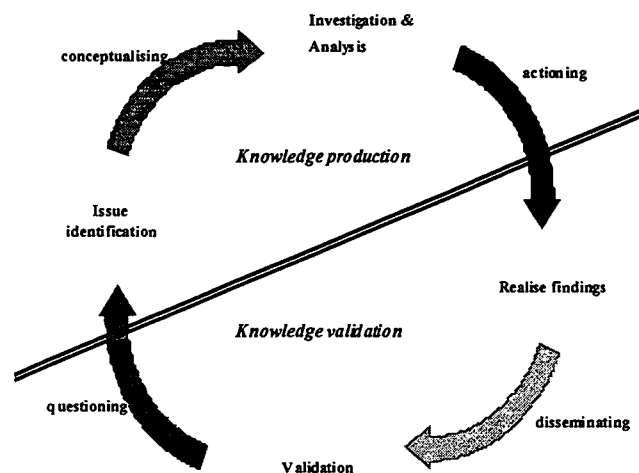 Investigation &
Analysis
conceptualising
actioning
Knowledge production
Issue
identification
Realise findings
Knowledge validation
questioning
disseminating
Validation